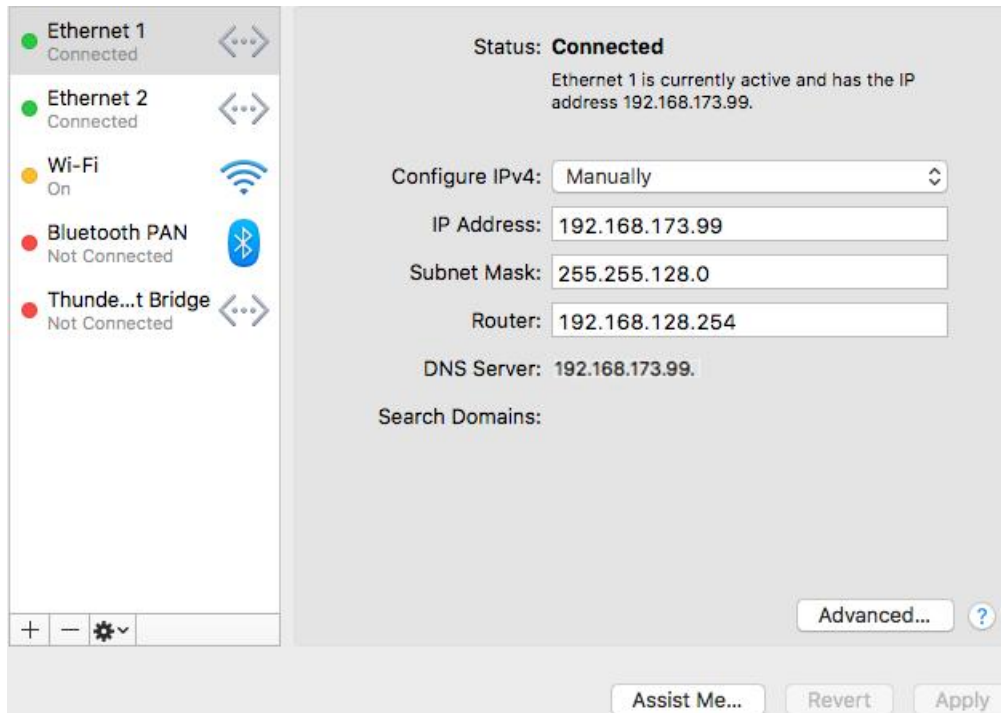 Ethernet 1
Connected
Ethernet 2
Connected
Wi-Fi
On
Bluetooth PAN
Not Connected
Thunde...t Bridge
Not Connected
Status: Connected
Ethernet 1 is currently active and has the IP
address 192.168.173.99.
Configure IPv4: Manually
IP Address: 192.168.173.99
Subnet Mask: 255.255.128.0
Router: 192.168.128.254
DNS Server: 192.168.173.99.
Search Domains:
Advanced... ?
Assist Me... Revert Apply